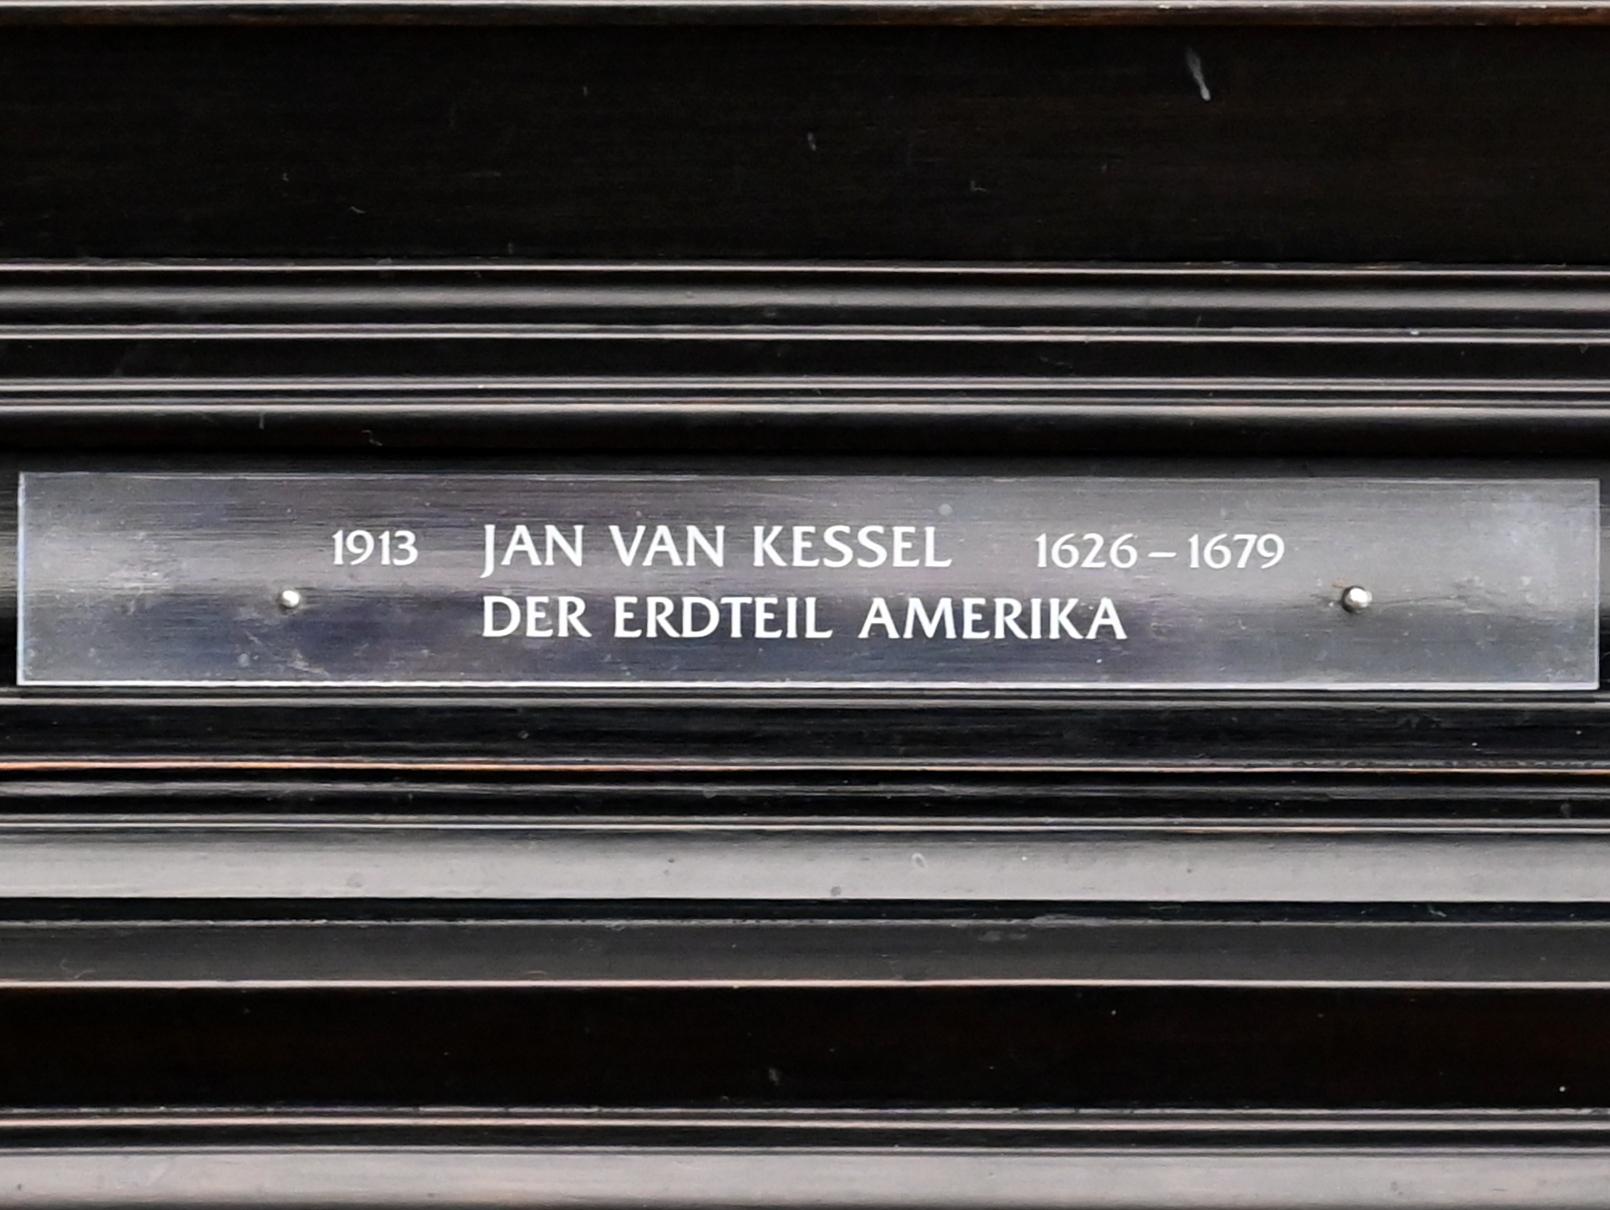 1913 JAN VAN KESSEL 1626 – 1679
DER ERDTEIL AMERIKA